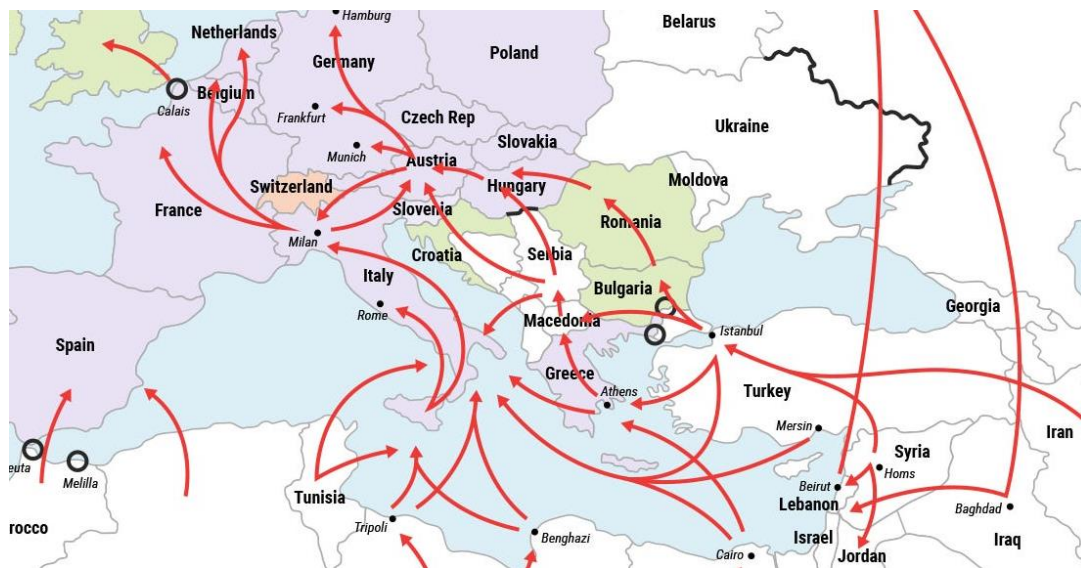 Hamburg
Belarus
Netherlands
Germany
Poland
Belgium
Calais
Frankfurt
Czech Rep
Ukraine
Slovakia
Munich
Austria
Moldova
Switzerland
Hungary
France
Slovenia
Romania
Milan
Croatia
Serbia
Italy
Bulgaria
Georgia
Rome
Macedonia
Istanbul
Spain
Greece
Athens
Turkey
Mersin
Iran
Syria
euta
Homs
Melilla
Beirut
Tunisia
Lebanon
Baghdad
rocco
Tripoli
Benghazi
Israel
Iraq
Cairo
Jordan